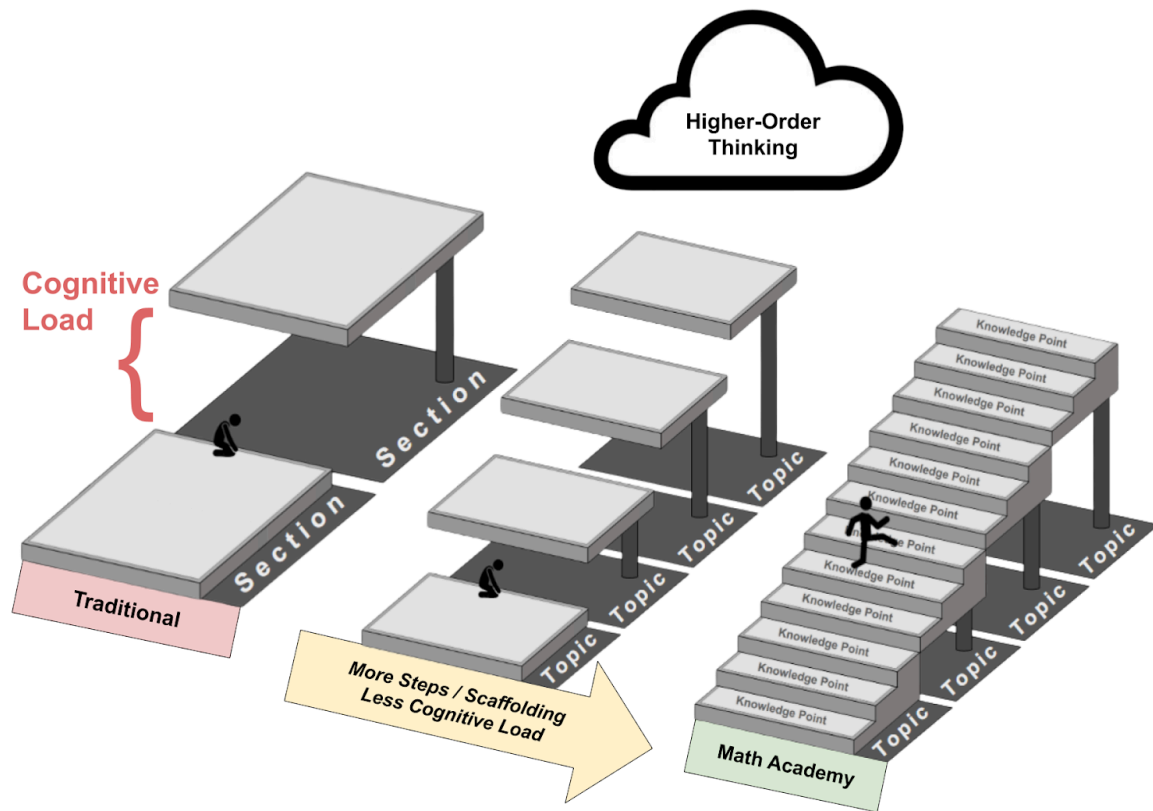 Higher-Order
Thinking
Cognitive
Load
Section
Section
Traditional
Topic
Topic
Topic
Topic
More Steps / Scaffolding
Less Cognitive Load
Knowledge Point
Knowledge Point
Knowledge Point
Knowledge Point
Knowledge Point
Knowledge Point
Knowledge Point
Knowledge Point
Knowledge Point
Knowledge Point
Knowledge Point
Knowledge Point
Topic
Topic
Topic
Topic
Math Academy